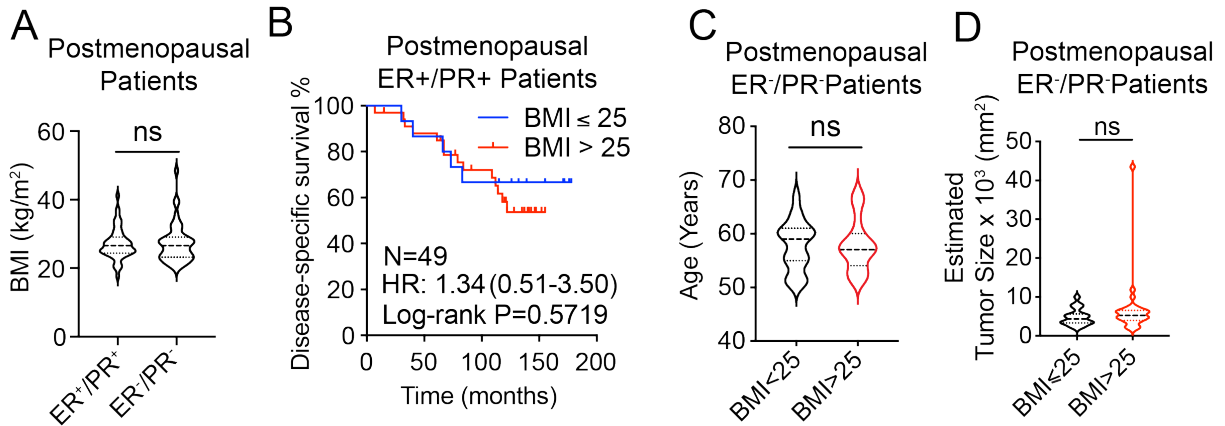 A
Postmenopausal
Patients
ns
BMI (kg/m²)
60
40
20
0
ER⁺/PR⁺
ER⁻/PR⁻
B
Postmenopausal
ER+/PR+ Patients
Disease-specific survival %
100
80
60
40
20
0
BMI ≤ 25
BMI > 25
N=49
HR: 1.34 (0.51-3.50)
Log-rank P=0.5719
0
50
100
150
200
Time (months)
C
Postmenopausal
ER⁻/PR⁻Patients
ns
Age (Years)
80
70
60
50
40
BMI<25
BMI>25
D
Postmenopausal
ER⁻/PR⁻Patients
ns
Estimated
Tumor Size x 10³ (mm²)
50
40
30
20
10
0
BMI⩽25
BMI>25